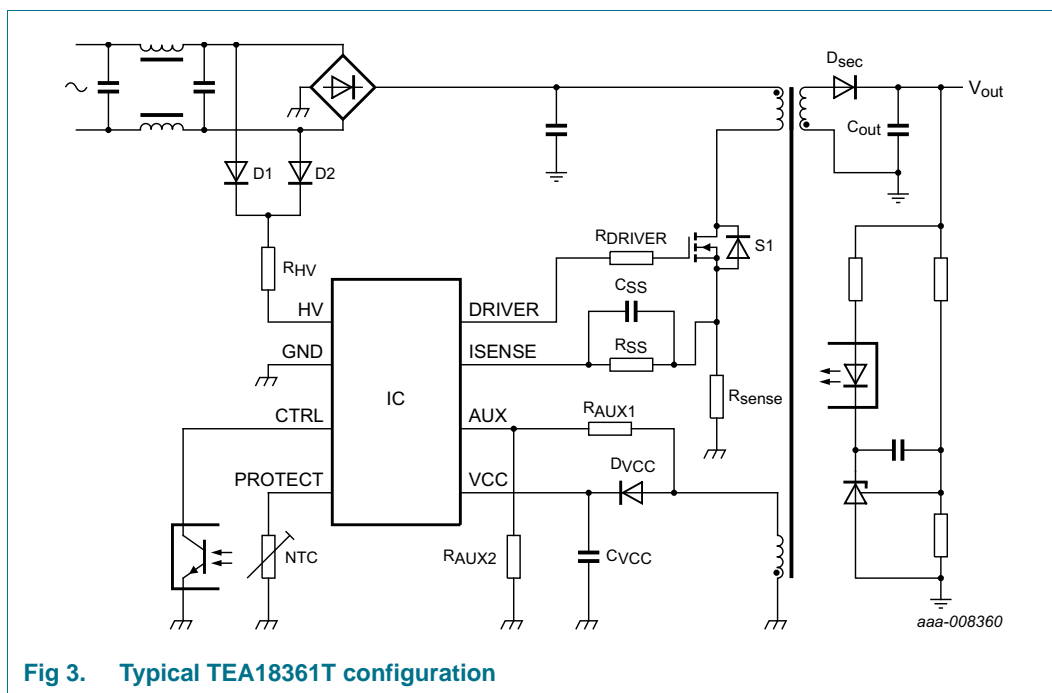 Dsec
Vout
Cout
D1
D2
RDRIVER
S1
RHV
CSS
HV
DRIVER
RSS
GND
ISENSE
Rsense
IC
CTRL
AUX
RAUX1
PROTECT
VCC
DVCC
NTC
RAUX2
CVCC
aaa-008360
Fig 3. Typical TEA18361T configuration